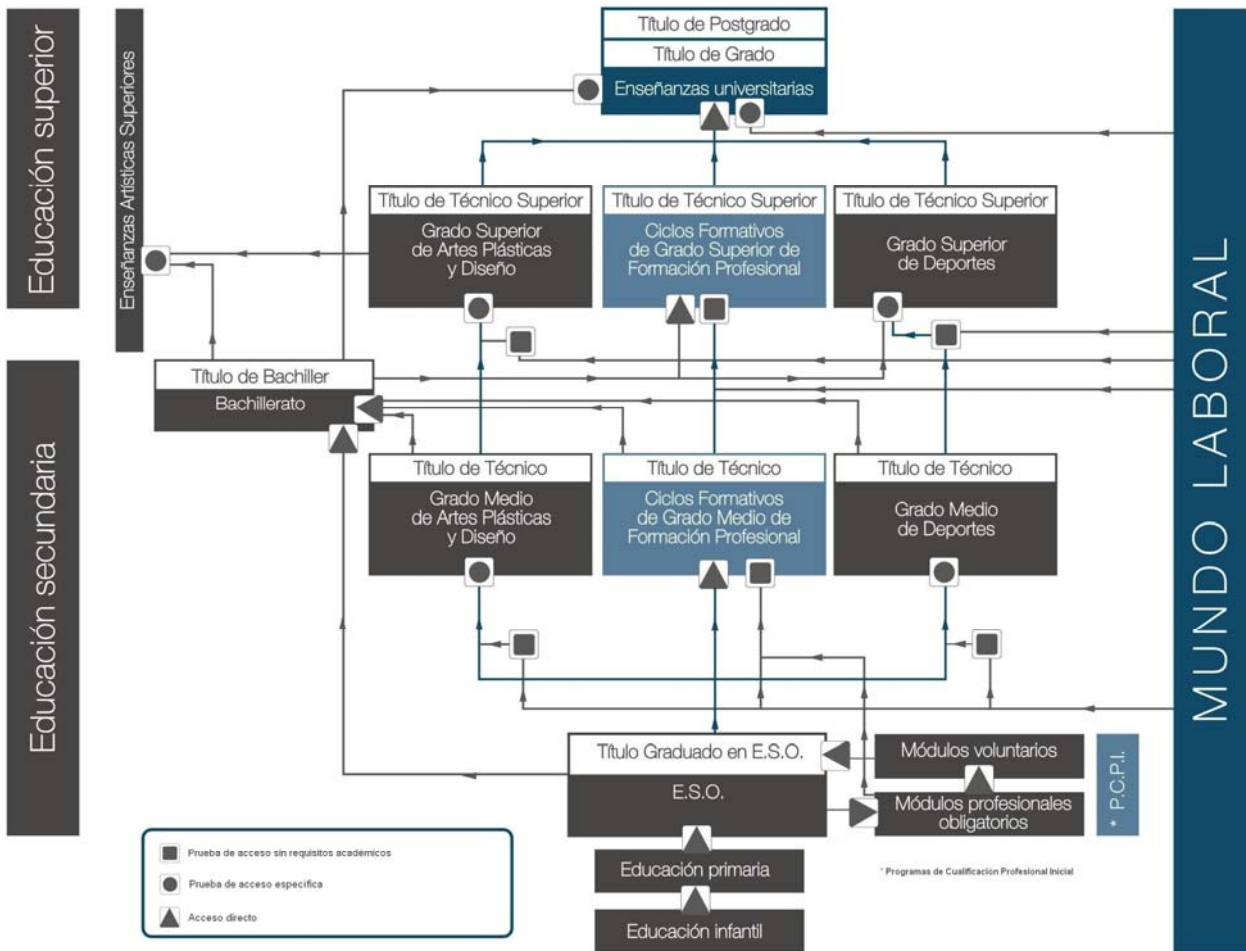 Educación superior
Enseñanzas Artísticas Superiores
Título de Postgrado
Título de Grado
Enseñanzas universitarias
Título de Técnico Superior
Grado Superior
de Artes Plásticas
y Diseño
Título de Técnico Superior
Ciclos Formativos
de Grado Superior de
Formación Profesional
Título de Técnico Superior
Grado Superior
de Deportes
MUNDO LABORAL
Educación secundaria
Título de Bachiller
Bachillerato
Título de Técnico
Grado Medio
de Artes Plásticas
y Diseño
Título de Técnico
Ciclos Formativos
de Grado Medio de
Formación Profesional
Título de Técnico
Grado Medio
de Deportes
Título Graduado en E.S.O.
E.S.O.
Módulos voluntarios
Módulos profesionales
obligatorios
* P.C.P.I.
Educación primaria
Educación infantil
Prueba de acceso sin requisitos académicos
Prueba de acceso específica
Acceso directo
* Programas de Cualificación Profesional Inicial